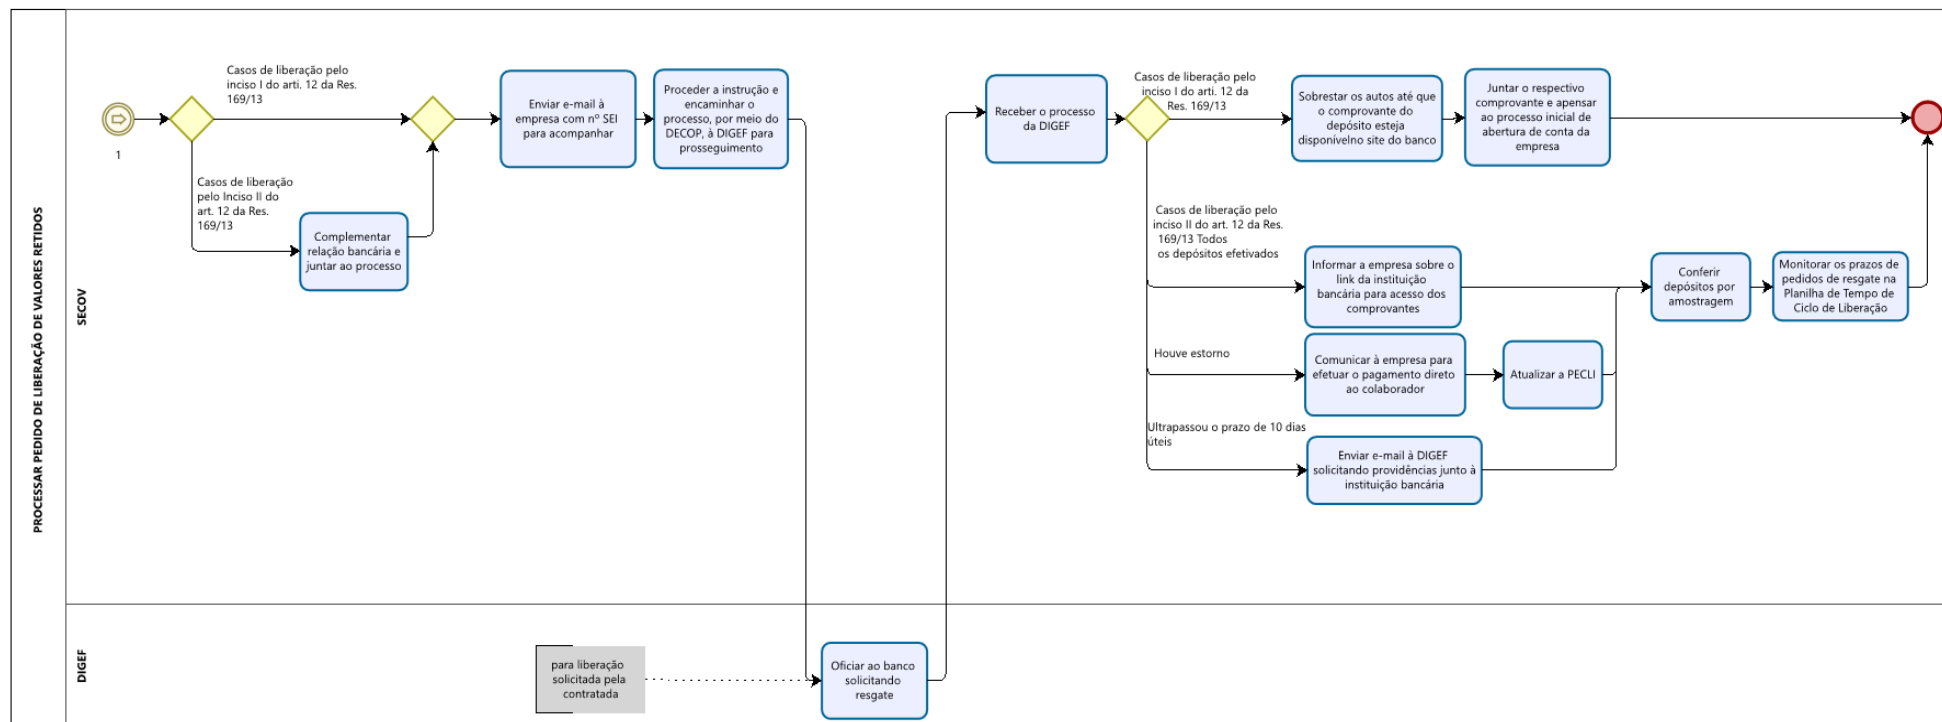 PROCESSAR PEDIDO DE LIBERAÇÃO DE VALORES RETIDOS
SECOV
1
Casos de liberação pelo
inciso I do arti. 12 da Res.
169/13
Casos de liberação
pelo Inciso II do
art. 12 da Res.
169/13
Complementar
relação bancária e
juntar ao processo
Enviar e-mail à
empresa com nº SEI
para acompanhar
Proceder a instrução e
encaminhar o
processo, por meio do
DECOP, à DIGEF para
prosseguimento
Receber o processo
da DIGEF
Casos de liberação pelo
inciso I do art. 12 da
Res. 169/13
Sobrestar os autos até que
o comprovante do
depósito esteja
disponívelno site do banco
Juntar o respectivo
comprovante e apensar
ao processo inicial de
abertura de conta da
empresa
Casos de liberação pelo
inciso II do art. 12 da Res.
169/13 Todos
os depósitos efetivados
Informar a empresa sobre o
link da instituição
bancária para acesso dos
comprovantes
Conferir
depósitos por
amostragem
Monitorar os prazos de
pedidos de resgate na
Planilha de Tempo de
Ciclo de Liberação
Houve estorno
Comunicar à empresa para
efetuar o pagamento direto
ao colaborador
Atualizar a PECLI
Ultrapassou o prazo de 10 dias
úteis
Enviar e-mail à DIGEF
solicitando providências junto à
instituição bancária
DIGEF
para liberação
solicitada pela
contratada
Oficiar ao banco
solicitando
resgate